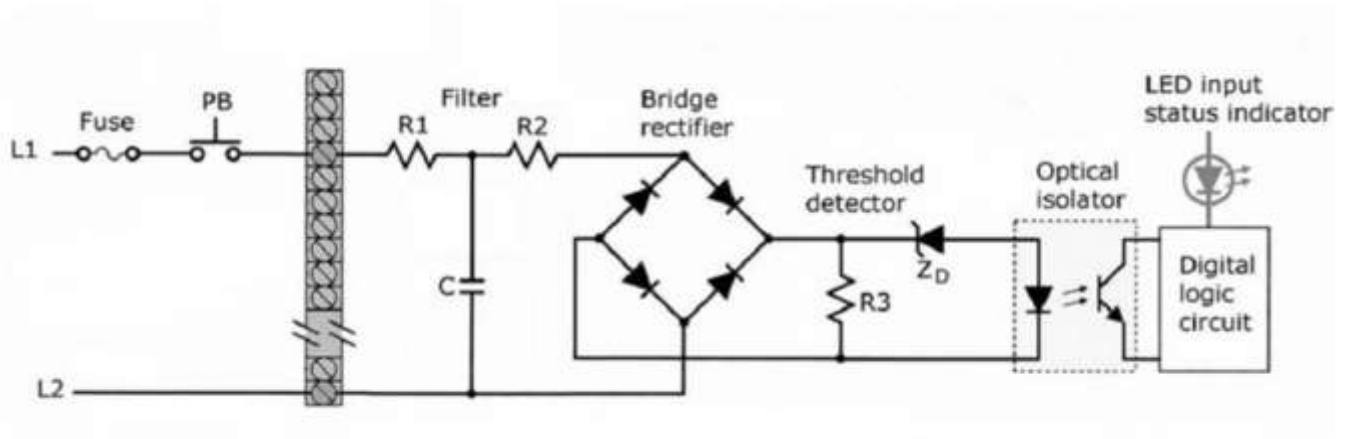 LED input
status indicator
Filter
Bridge
rectifier
Fuse
PB
R1
R2
L1
Threshold
detector
Optical
isolator
ZD
C
R3
Digital
logic
circuit
L2